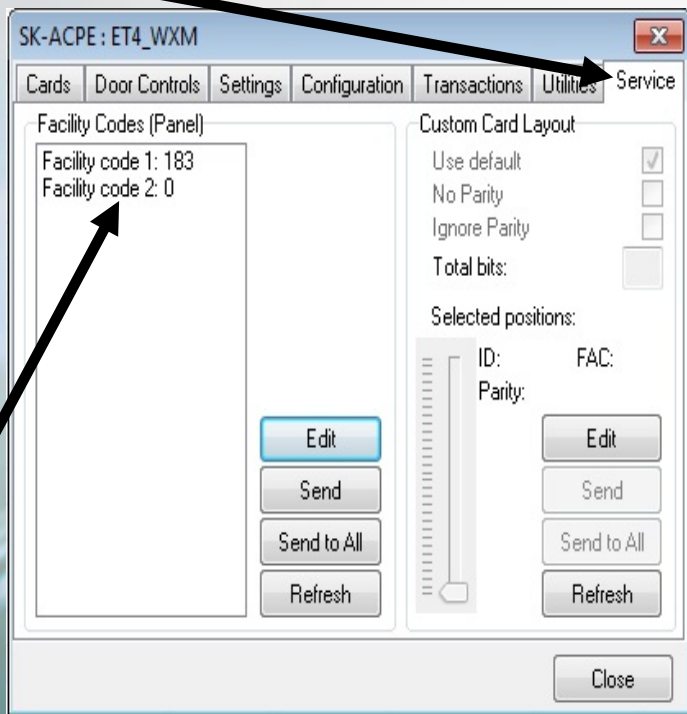 SK-ACPE : ET4_WXM
Cards Door Controls Settings Configuration Transactions Utilities Service
Facility Codes (Panel)
Facility code 1: 183
Facility code 2: 0
Edit
Send
Send to All
Refresh
Custom Card Layout
Use default
No Parity
Ignore Parity
Total bits:
Selected positions:
ID: FAC:
Parity:
Edit
Send
Send to All
Refresh
Close